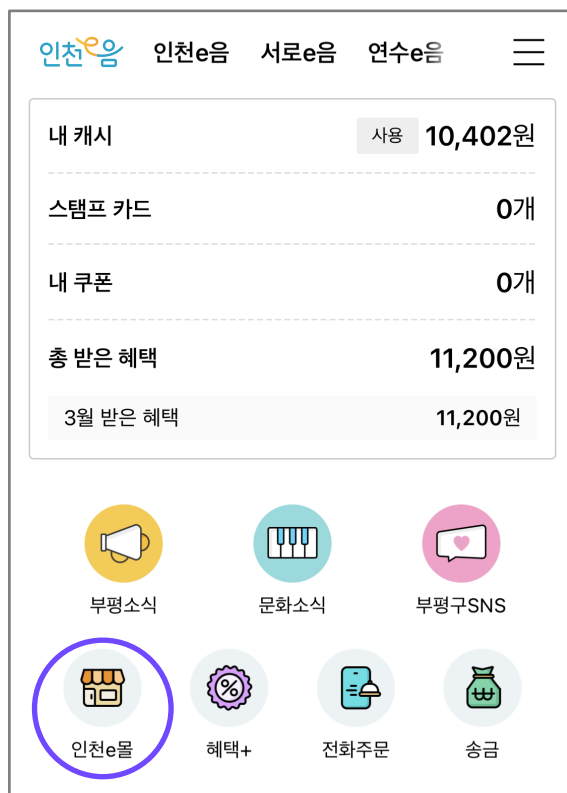 인천e음 인천e음 서로e음 연수e음
내 캐시 사용 10,402원
스탬프 카드 0개
내 쿠폰 0개
총 받은 혜택 11,200원
3월 받은 혜택 11,200원
부평소식 문화소식 부평구SNS
인천e몰 혜택+ 전화주문 송금